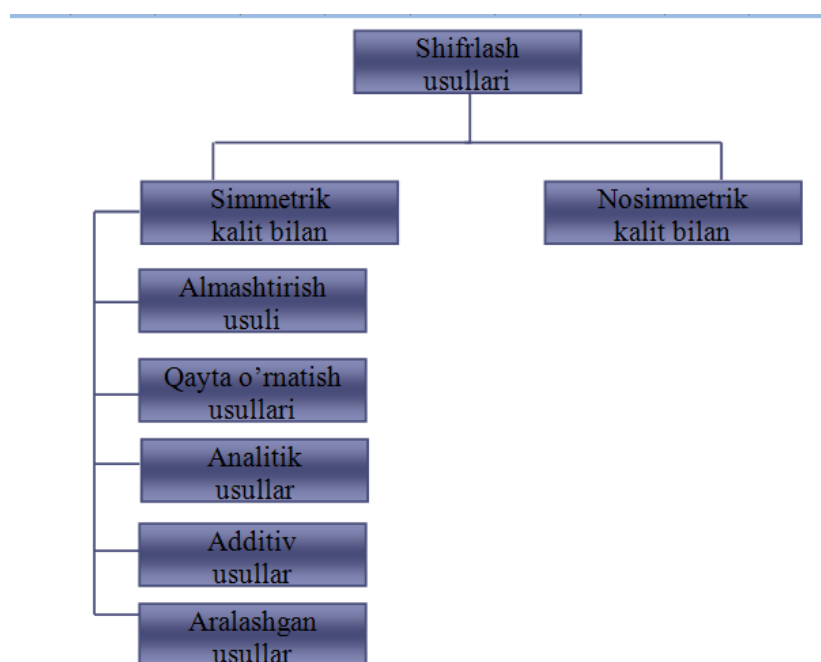 Shifrlash
usullari
Simmetrik
kalit bilan
Nosimmetrik
kalit bilan
Almashtirish
usuli
Qayta o’rnatish
usullari
Analitik
usullar
Additiv
usullar
Aralashgan
usullar